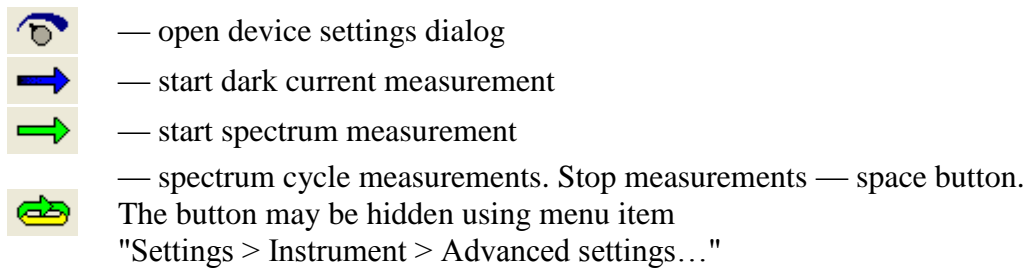 — open device settings dialog
— start dark current measurement
— start spectrum measurement
— spectrum cycle measurements. Stop measurements — space button.
The button may be hidden using menu item
"Settings > Instrument > Advanced settings…"